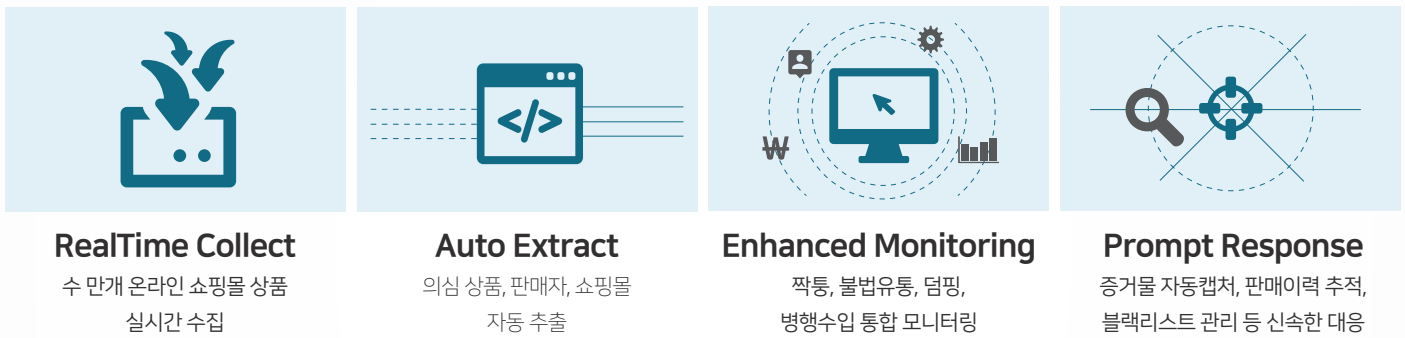 </>
₩
RealTime Collect
수 만개 온라인 쇼핑몰 상품
실시간 수집
Auto Extract
의심 상품, 판매자, 쇼핑몰
자동 추출
Enhanced Monitoring
짝퉁, 불법유통, 덤핑,
병행수입 통합 모니터링
Prompt Response
증거물 자동캡처, 판매이력 추적,
블랙리스트 관리 등 신속한 대응